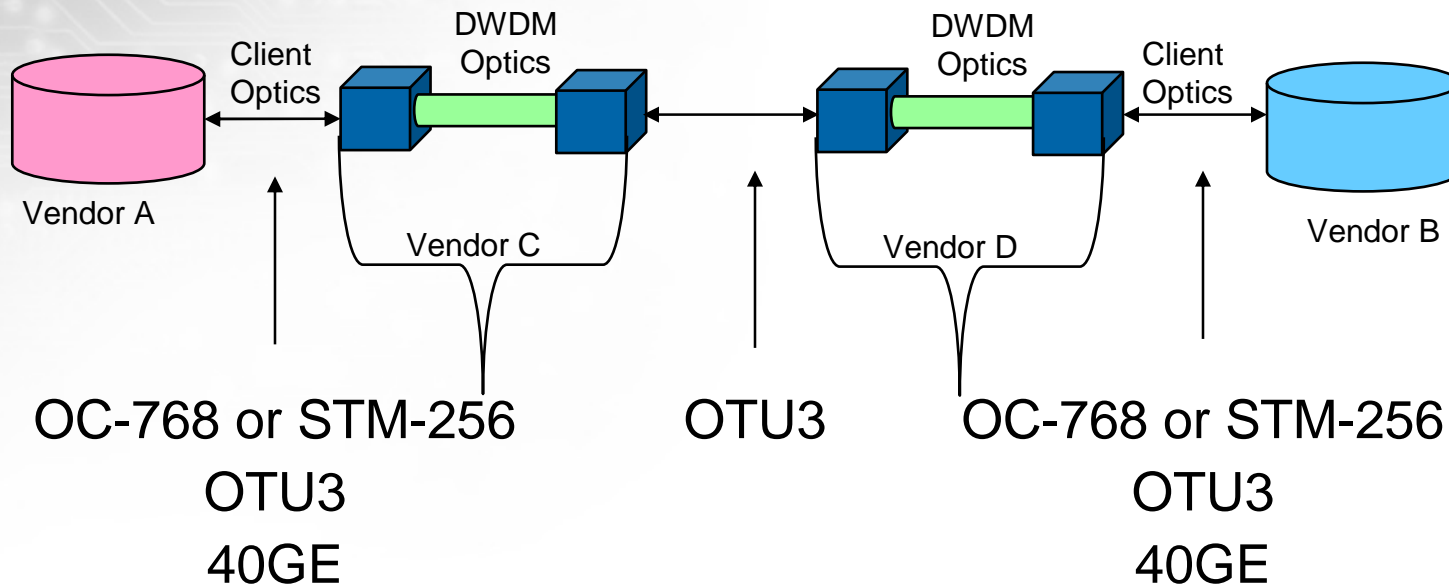 Client
Optics
DWDM
Optics
DWDM
Optics
Client
Optics
Vendor A
Vendor C
Vendor D
Vendor B
OC-768 or STM-256
OTU3
40GE
OTU3
OC-768 or STM-256
OTU3
40GE